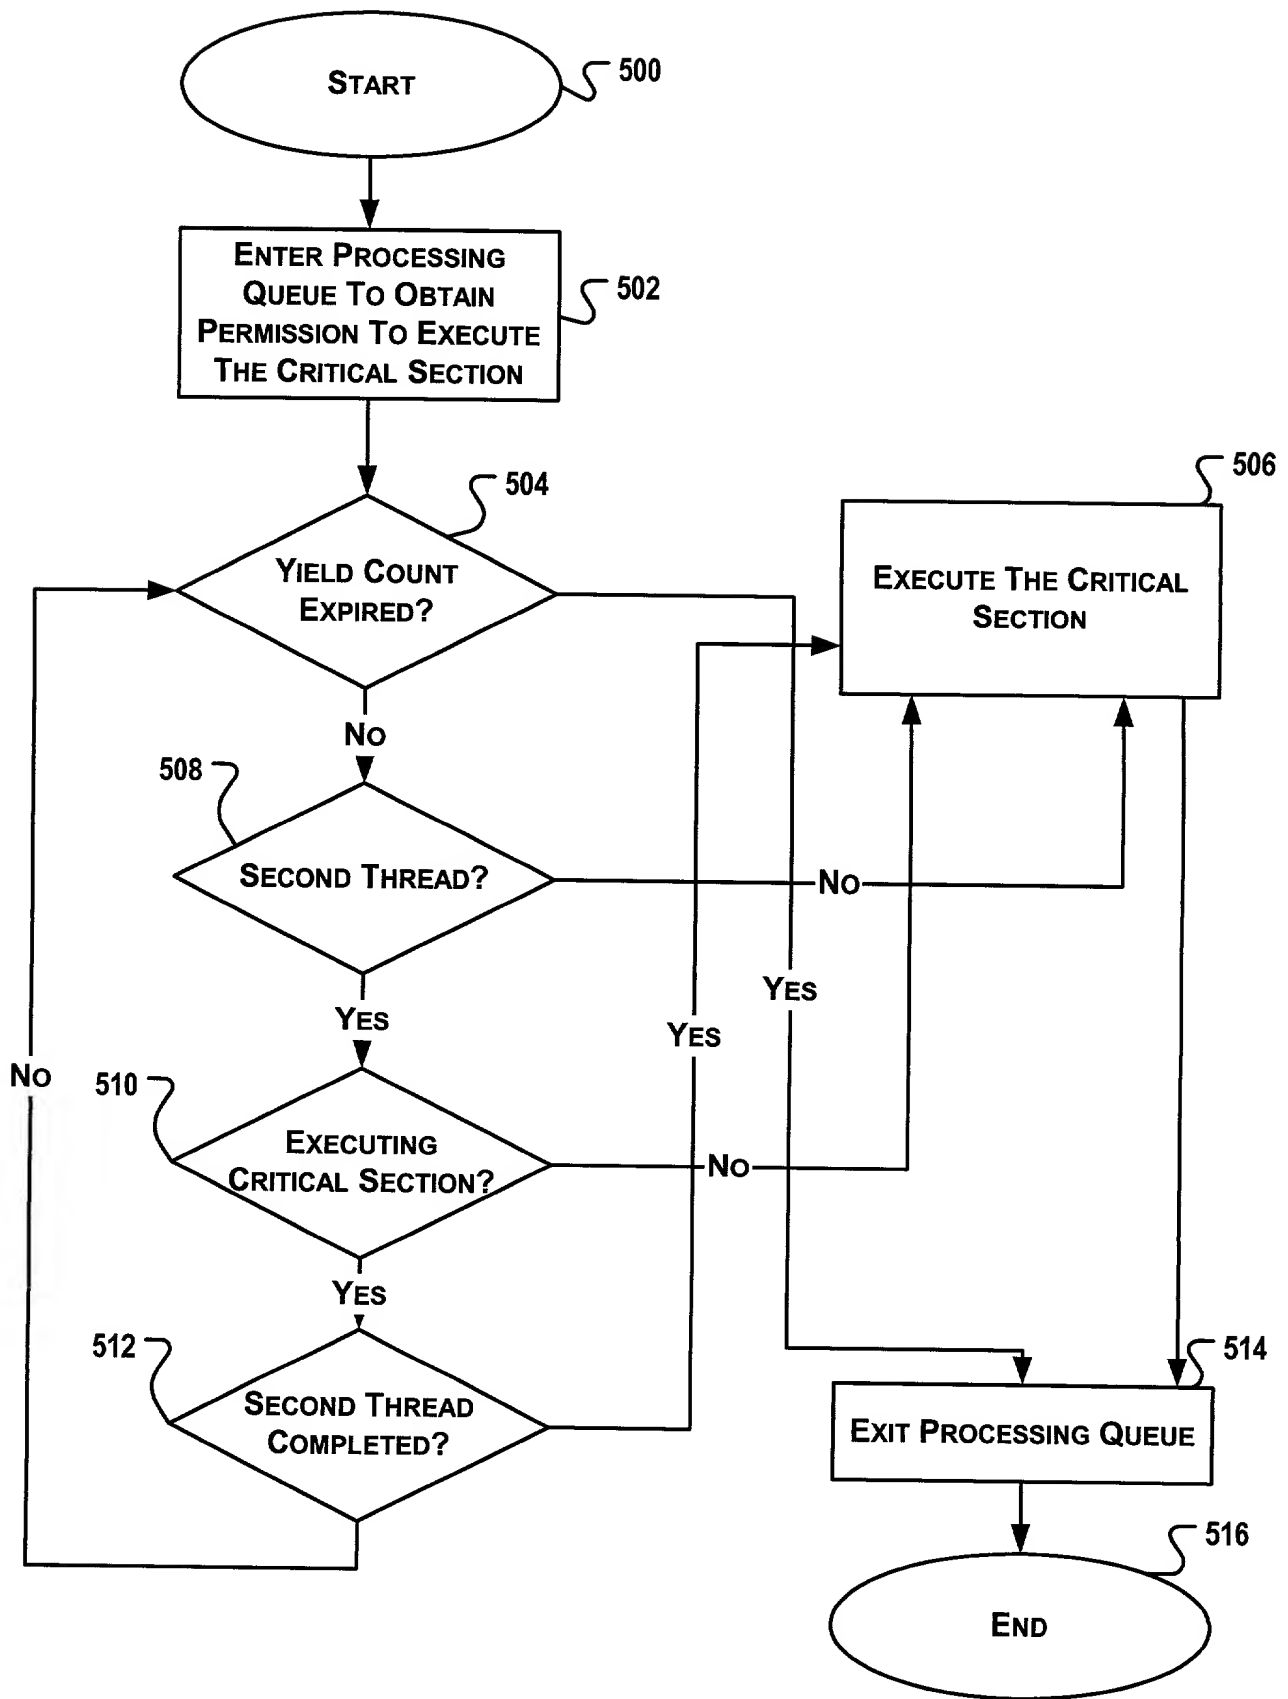 START
500
ENTER PROCESSING
QUEUE TO OBTAIN
PERMISSION TO EXECUTE
THE CRITICAL SECTION
502
504
506
YIELD COUNT
EXPIRED?
EXECUTE THE CRITICAL
SECTION
NO
508
SECOND THREAD?
NO
YES
YES
YES
NO
510
EXECUTING
CRITICAL SECTION?
NO
YES
512
SECOND THREAD
COMPLETED?
514
EXIT PROCESSING QUEUE
516
END